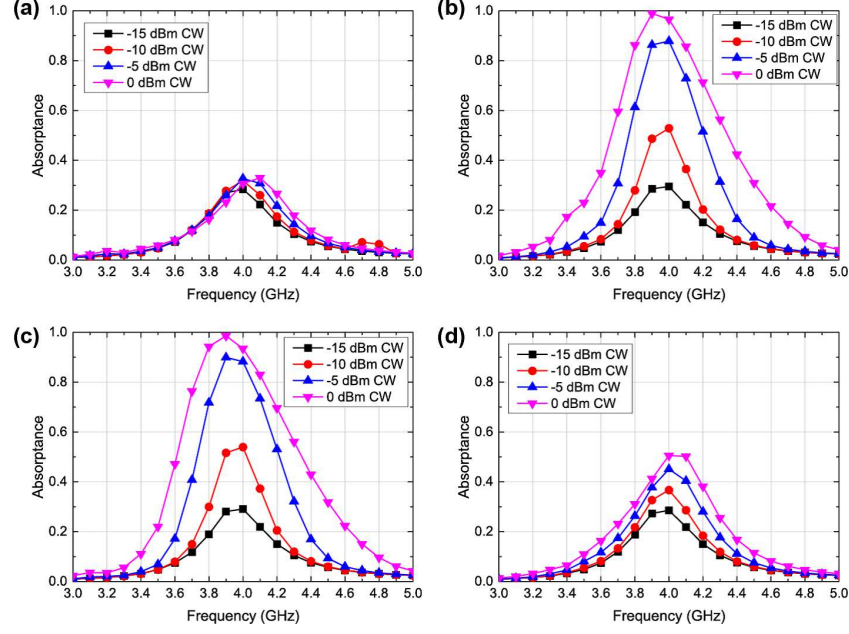 (a)
-15 dBm CW
-10 dBm CW
-5 dBm CW
0 dBm CW
Absorptance
1.0
0.8
0.6
0.4
0.2
0.0
3.0 3.2 3.4 3.6 3.8 4.0 4.2 4.4 4.6 4.8 5.0
Frequency (GHz)
(b)
-15 dBm CW
-10 dBm CW
-5 dBm CW
0 dBm CW
Absorptance
1.0
0.8
0.6
0.4
0.2
0.0
3.0 3.2 3.4 3.6 3.8 4.0 4.2 4.4 4.6 4.8 5.0
Frequency (GHz)
(c)
-15 dBm CW
-10 dBm CW
-5 dBm CW
0 dBm CW
Absorptance
1.0
0.8
0.6
0.4
0.2
0.0
3.0 3.2 3.4 3.6 3.8 4.0 4.2 4.4 4.6 4.8 5.0
Frequency (GHz)
(d)
-15 dBm CW
-10 dBm CW
-5 dBm CW
0 dBm CW
Absorptance
1.0
0.8
0.6
0.4
0.2
0.0
3.0 3.2 3.4 3.6 3.8 4.0 4.2 4.4 4.6 4.8 5.0
Frequency (GHz)